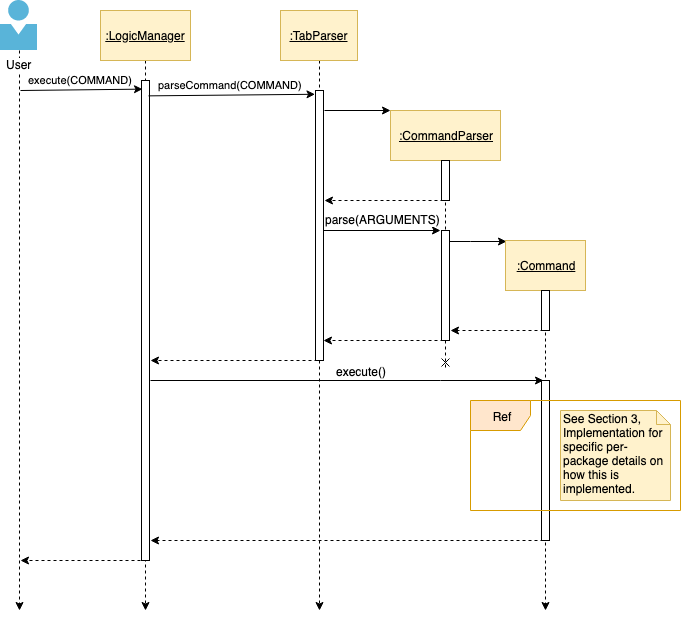 :LogicManager
:TabParser
User
execute(COMMAND)
parseCommand(COMMAND)
:CommandParser
parse(ARGUMENTS)
:Command
execute()
Ref
See Section 3,
Implementation for
specific per-
package details on
how this is
implemented.